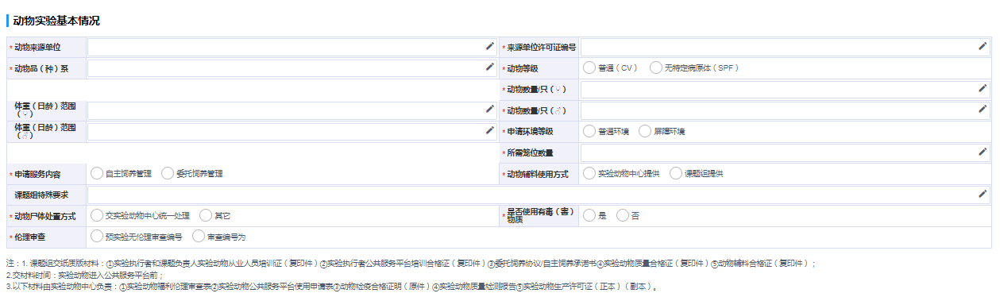 动物实验基本情况
* 动物来源单位
* 来源单位许可证编号
* 动物品（种）系
* 动物等级 普通（CV） 无特定病原体（SPF）
* 动物数量/只（♀）
体重（日龄）范围
（♀）
* 动物数量/只（♂）
体重（日龄）范围
（♂）
* 申请环境等级 普通环境 屏障环境
* 所需笼位数量
* 申请服务内容 自主饲养管理 委托饲养管理
* 动物辅料使用方式 实验动物中心提供 课题组提供
课题组特殊要求
* 动物尸体处置方式 交实验动物中心统一处理 其它
* 是否使用有毒（害）
物质 是 否
* 伦理审查 预实验无伦理审查编号 审查编号为
注：1. 课题组交纸质版材料：①实验执行者和课题负责人实验动物从业人员培训证（复印件）②实验执行者公共服务平台培训合格证（复印件）③委托饲养协议/自主饲养承诺书④实验动物质量合格证（复印件）⑤动物辅料合格证（复印件）；
2.交材料时间：实验动物进入公共服务平台前；
3.以下材料由实验动物中心负责：①实验动物福利伦理审查表②实验动物公共服务平台使用申请表③动物检疫合格证明（原件）④实验动物质量检测报告⑤实验动物生产许可证（正本）（副本）。